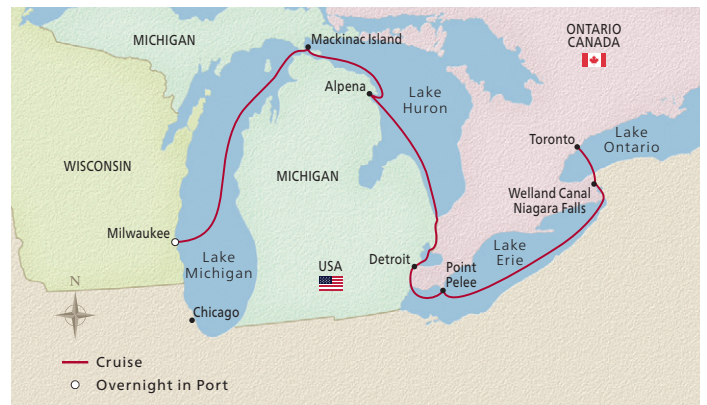 MICHIGAN
Mackinac Island
ONTARIO
CANADA
Alpena
Lake
Huron
Toronto
Lake
Ontario
WISCONSIN
MICHIGAN
Welland Canal
Niagara Falls
Milwaukee
Lake
Michigan
USA
Detroit
Point
Pelee
Lake
Erie
N
Chicago
Cruise
Overnight in Port